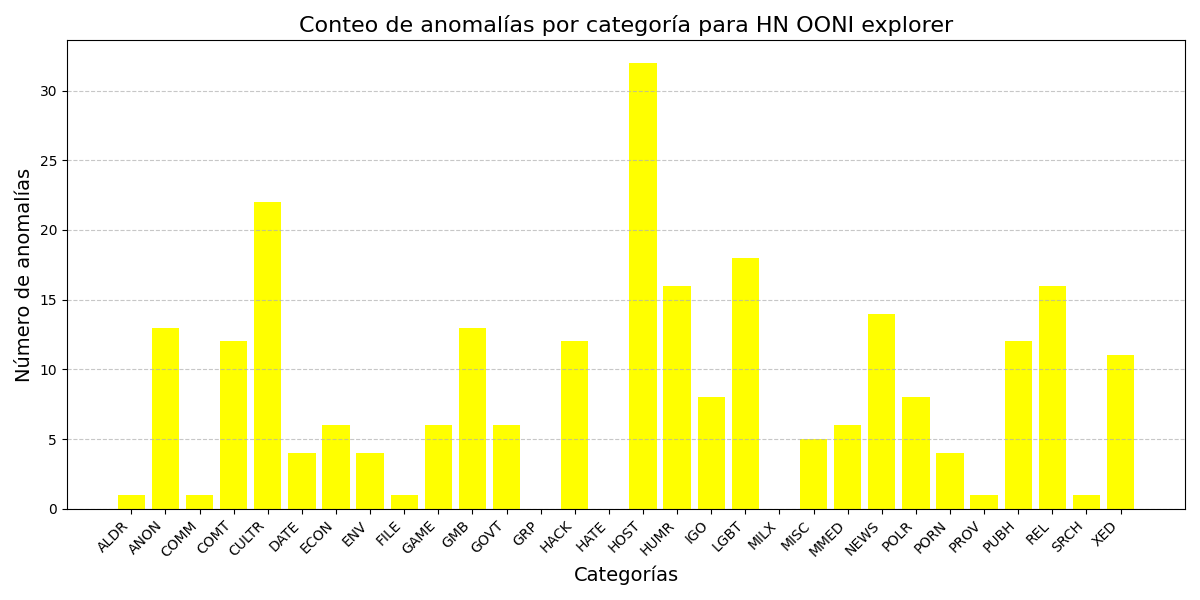 Conteo de anomalías por categoría para HN OONI explorer
Número de anomalías
30
25
20
15
10
5
0
ALDR
ANON
COMM
COMT
CULTR
DATE
ECON
ENV
FILE
GAME
GMB
GOVT
GRP
HACK
HATE
HOST
HUMR
IGO
LGBT
MILX
MISC
MMED
NEWS
POLR
PORN
PROV
PUBH
REL
SRCH
XED
Categorías